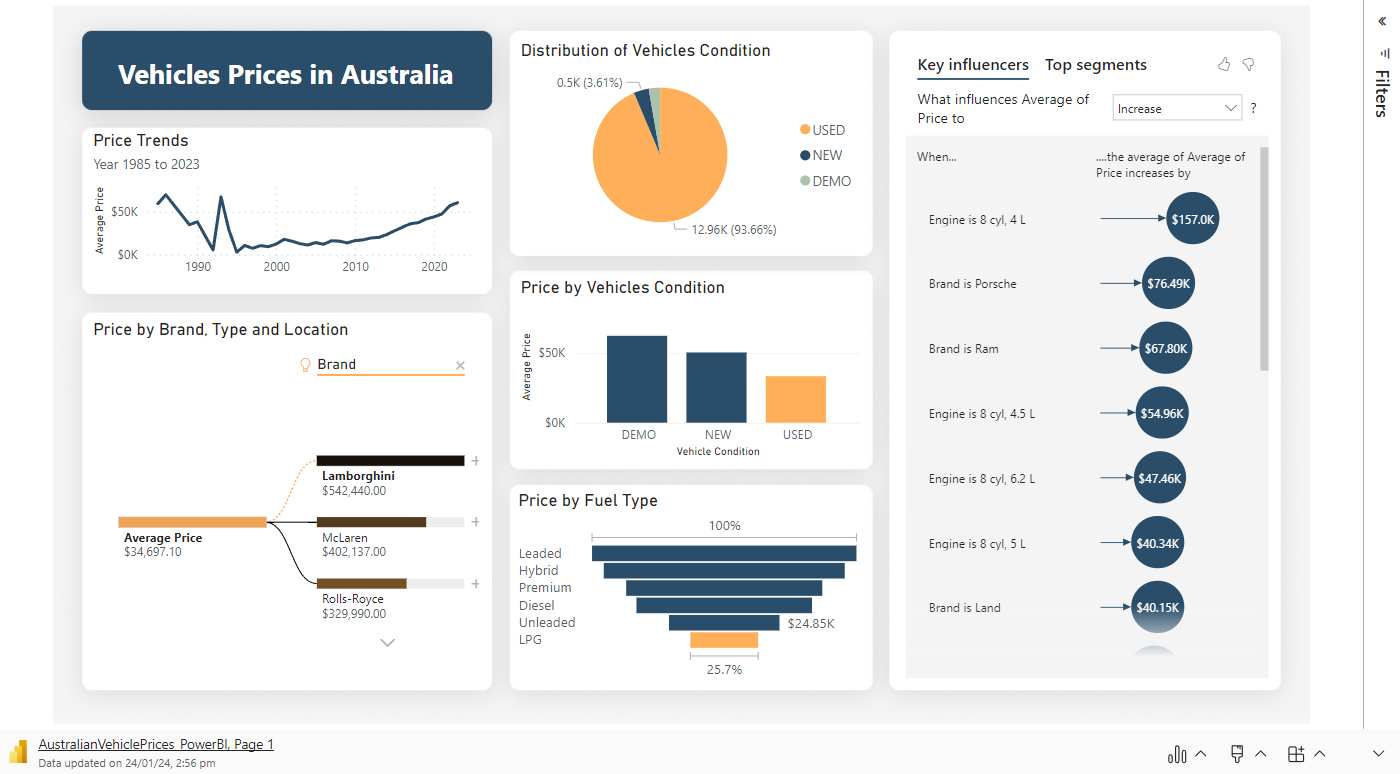 Vehicles Prices in Australia
Price Trends
Year 1985 to 2023
Average Price
$50K
$0K
1990
2000
2010
2020
Price by Brand, Type and Location
Brand
Average Price
$34,697.10
Lamborghini
$542,440.00
McLaren
$402,137.00
Rolls-Royce
$329,990.00
Distribution of Vehicles Condition
0.5K (3.61%)
12.96K (93.66%)
USED
NEW
DEMO
Price by Vehicles Condition
Average Price
$50K
$0K
DEMO
NEW
USED
Vehicle Condition
Price by Fuel Type
100%
Leaded
Hybrid
Premium
Diesel
Unleaded
$24.85K
LPG
25.7%
Key influencers
Top segments
What influences Average of
Price to
Increase
?
When...
....the average of Average of
Price increases by
Engine is 8 cyl, 4 L
$157.0K
Brand is Porsche
$76.49K
Brand is Ram
$67.80K
Engine is 8 cyl, 4.5 L
$54.96K
Engine is 8 cyl, 6.2 L
$47.46K
Engine is 8 cyl, 5 L
$40.34K
Brand is Land
$40.15K
Filters
AustralianVehiclePrices_PowerBI, Page 1
Data updated on 24/01/24, 2:56 pm